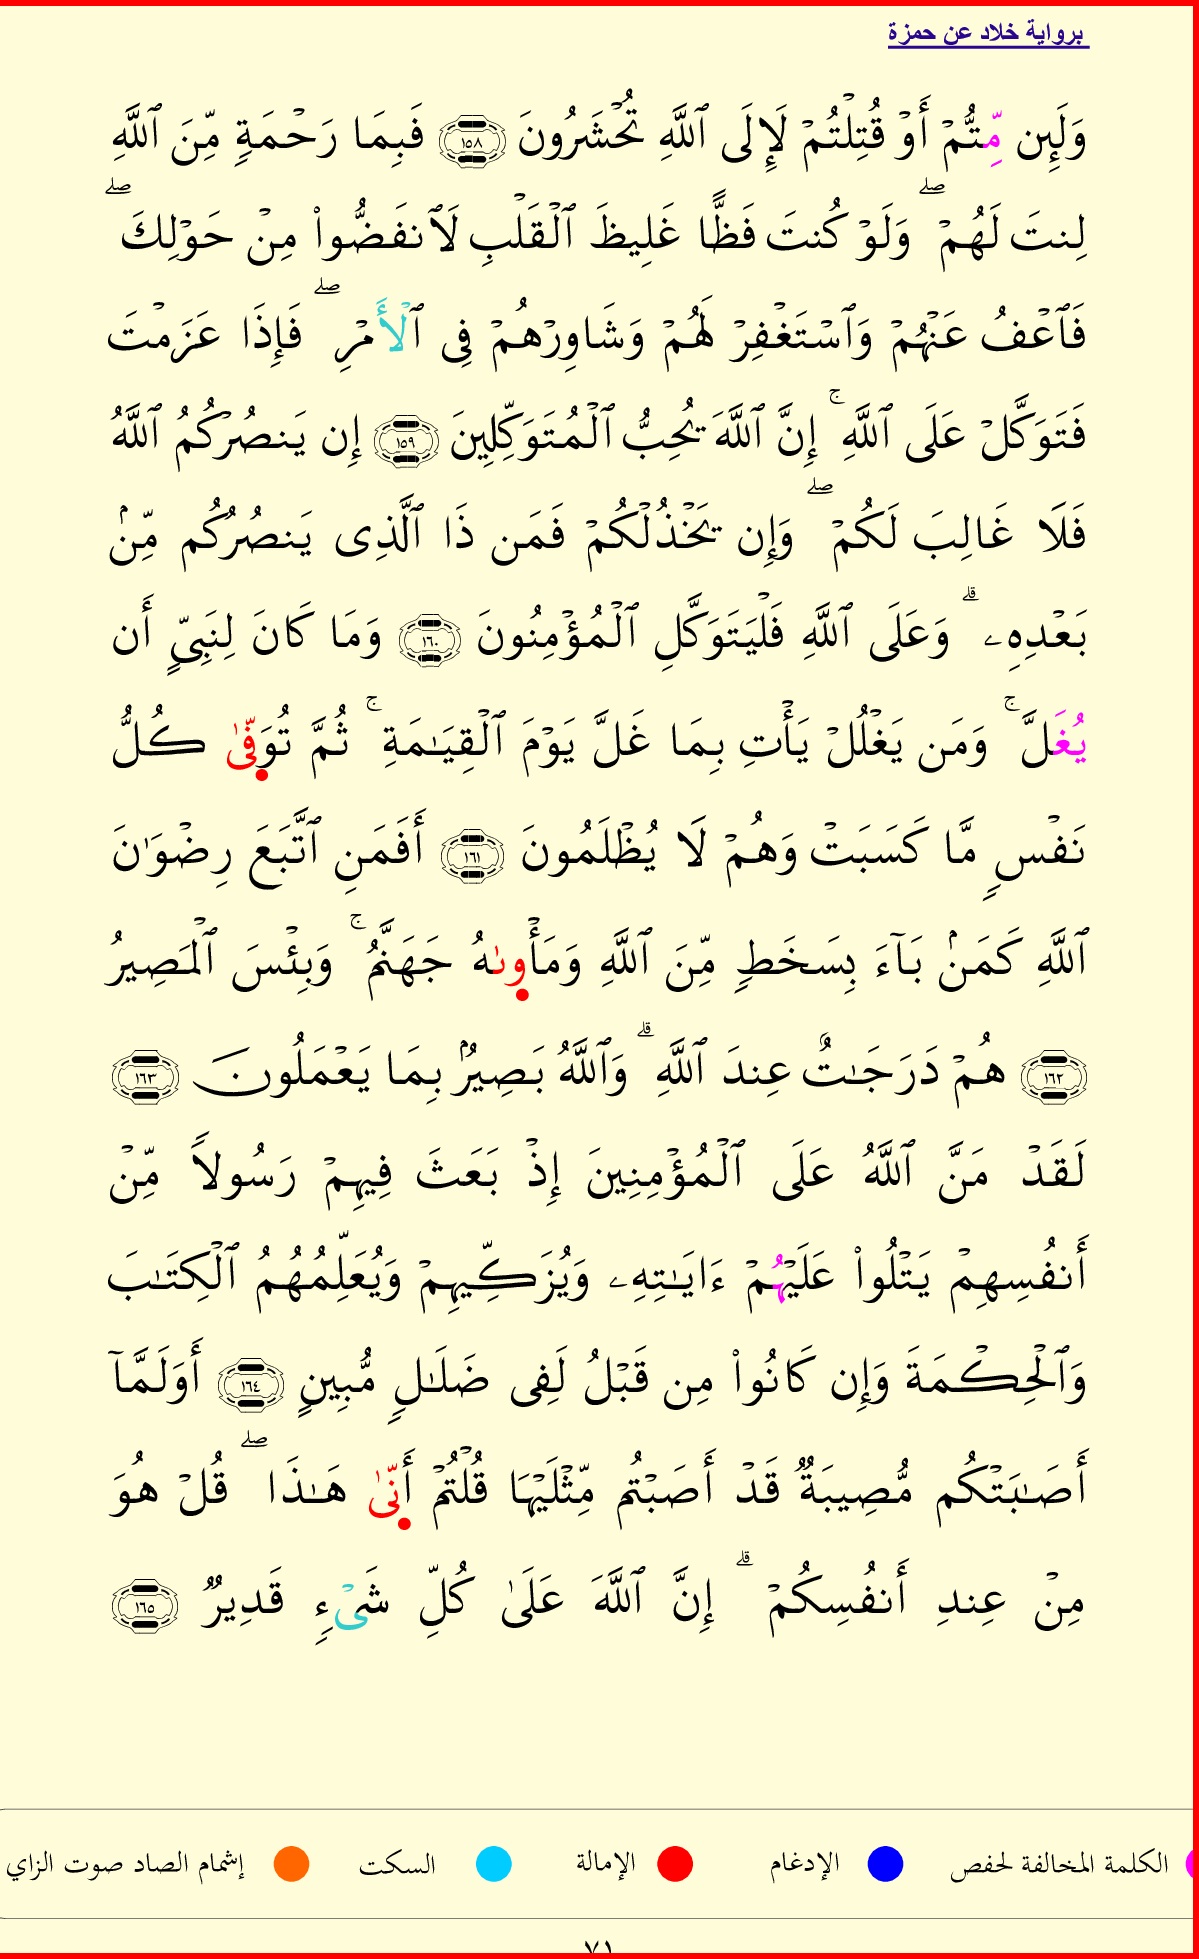 برواية خلاد عن حمزة
وَلَئِن مِّتُّمۡ أَوۡ قُتِلۡتُمۡ لَإِلَى ٱللَّهِ تُحۡشَرُونَ ١٥٨ فَبِمَا رَحۡمَةٖ مِّنَ ٱللَّهِ
لِنتَ لَهُمۡۖ وَلَوۡ كُنتَ فَظًّا غَلِيظَ ٱلۡقَلۡبِ لَٱنفَضُّواْ مِنۡ حَوۡلِكَۖ
فَٱعۡفُ عَنۡهُمۡ وَٱسۡتَغۡفِرۡ لَهُمۡ وَشَاوِرۡهُمۡ فِي ٱلۡأَمۡرِۖ فَإِذَا عَزَمۡتَ
فَتَوَكَّلۡ عَلَى ٱللَّهِۚ إِنَّ ٱللَّهَ يُحِبُّ ٱلۡمُتَوَكِّلِينَ ١٥٩ إِن يَنصُرۡكُمُ ٱللَّهُ
فَلَا غَالِبَ لَكُمۡۖ وَإِن يَخۡذُلۡكُمۡ فَمَن ذَا ٱلَّذِي يَنصُرُكُم مِّنۢ
بَعۡدِهِۦۗ وَعَلَى ٱللَّهِ فَلۡيَتَوَكَّلِ ٱلۡمُؤۡمِنُونَ ١٦٠ وَمَا كَانَ لِنَبِيٍّ أَن
يُغَلَّۚ وَمَن يَغۡلُلۡ يَأۡتِ بِمَا غَلَّ يَوۡمَ ٱلۡقِيَٰمَةِۚ ثُمَّ تُوَفّۜىٰ كُلُّ
نَفۡسٖ مَّا كَسَبَتۡ وَهُمۡ لَا يُظۡلَمُونَ ١٦١ أَفَمَنِ ٱتَّبَعَ رِضۡوَٰنَ
ٱللَّهِ كَمَنۢ بَآءَ بِسَخَطٖ مِّنَ ٱللَّهِ وَمَأۡوىٰهُ جَهَنَّمُۚ وَبِئۡسَ ٱلۡمَصِيرُ
١٦٢ هُمۡ دَرَجَٰتٌ عِندَ ٱللَّهِۗ وَٱللَّهُ بَصِيرُۢ بِمَا يَعۡمَلُونَ ١٦٣
لَقَدۡ مَنَّ ٱللَّهُ عَلَى ٱلۡمُؤۡمِنِينَ إِذۡ بَعَثَ فِيهِمۡ رَسُولاً مِّنۡ
أَنفُسِهِمۡ يَتۡلُواْ عَلَيۡهُمۡ ءَايَٰتِهِۦ وَيُزَكِّيهِمۡ وَيُعَلِّمُهُمُ ٱلۡكِتَٰبَ
وَٱلۡحِكۡمَةَ وَإِن كَانُواْ مِن قَبۡلُ لَفِي ضَلَٰلٖ مُّبِينٍ ١٦٤ أَوَلَمَّآ
أَصَٰبَتۡكُم مُّصِيبَةٞ قَدۡ أَصَبۡتُم مِّثۡلَيۡهَا قُلۡتُمۡ أَنّىٰ هَٰذَاۖ قُلۡ هُوَ
مِنۡ عِندِ أَنفُسِكُمۡۗ إِنَّ ٱللَّهَ عَلَىٰ كُلِّ شَيۡءٖ قَدِيرٞ ١٦٥
الكلمة المخالفة لحفص الإدغام الإمالة السكت إشمام الصاد صوت الزاي
٧١